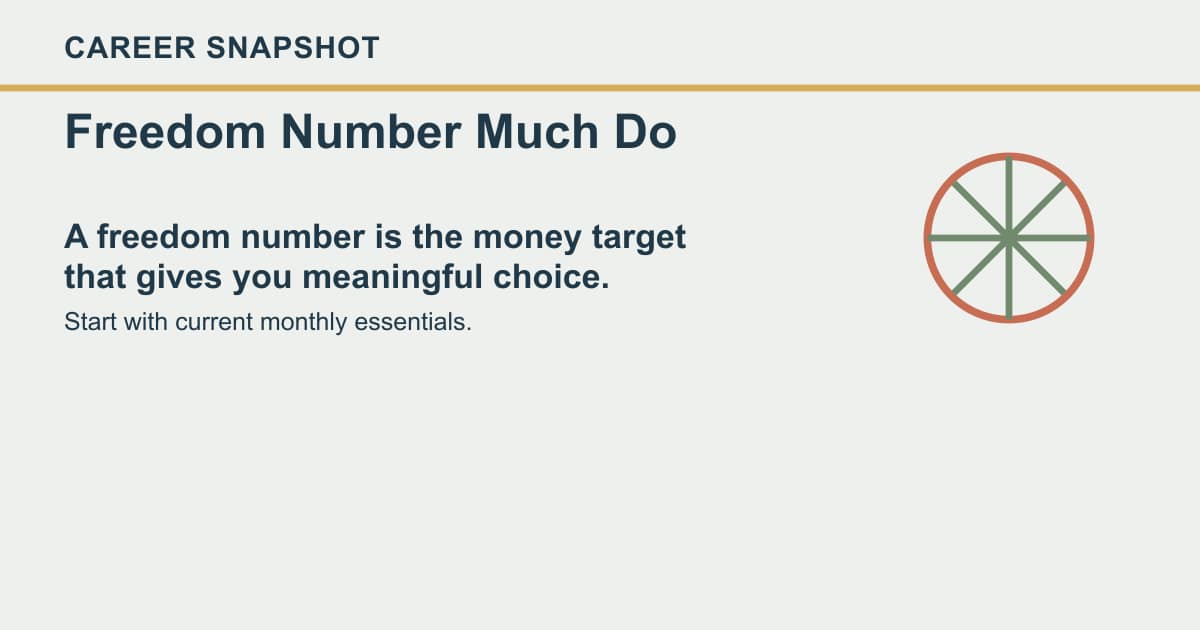 CAREER SNAPSHOT
Freedom Number Much Do
A freedom number is the money target
that gives you meaningful choice.
Start with current monthly essentials.